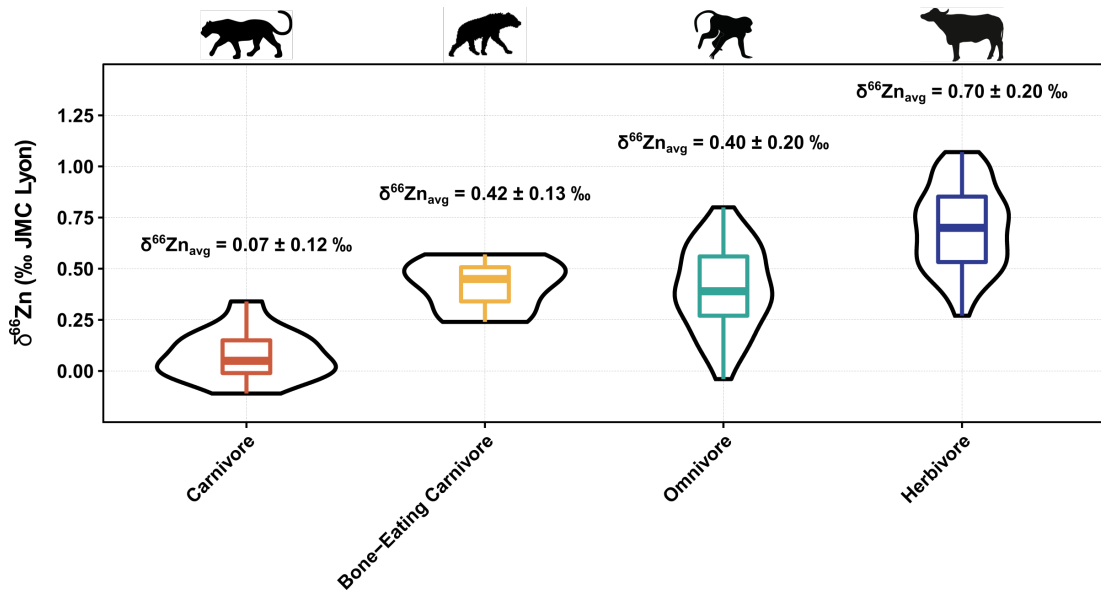 δ⁶⁶Zn (‰ JMC Lyon)
1.25
1.00
0.75
0.50
0.25
0.00
δ⁶⁶Znavg = 0.07 ± 0.12 ‰
δ⁶⁶Znavg = 0.42 ± 0.13 ‰
δ⁶⁶Znavg = 0.40 ± 0.20 ‰
δ⁶⁶Znavg = 0.70 ± 0.20 ‰
Carnivore
Bone−Eating Carnivore
Omnivore
Herbivore